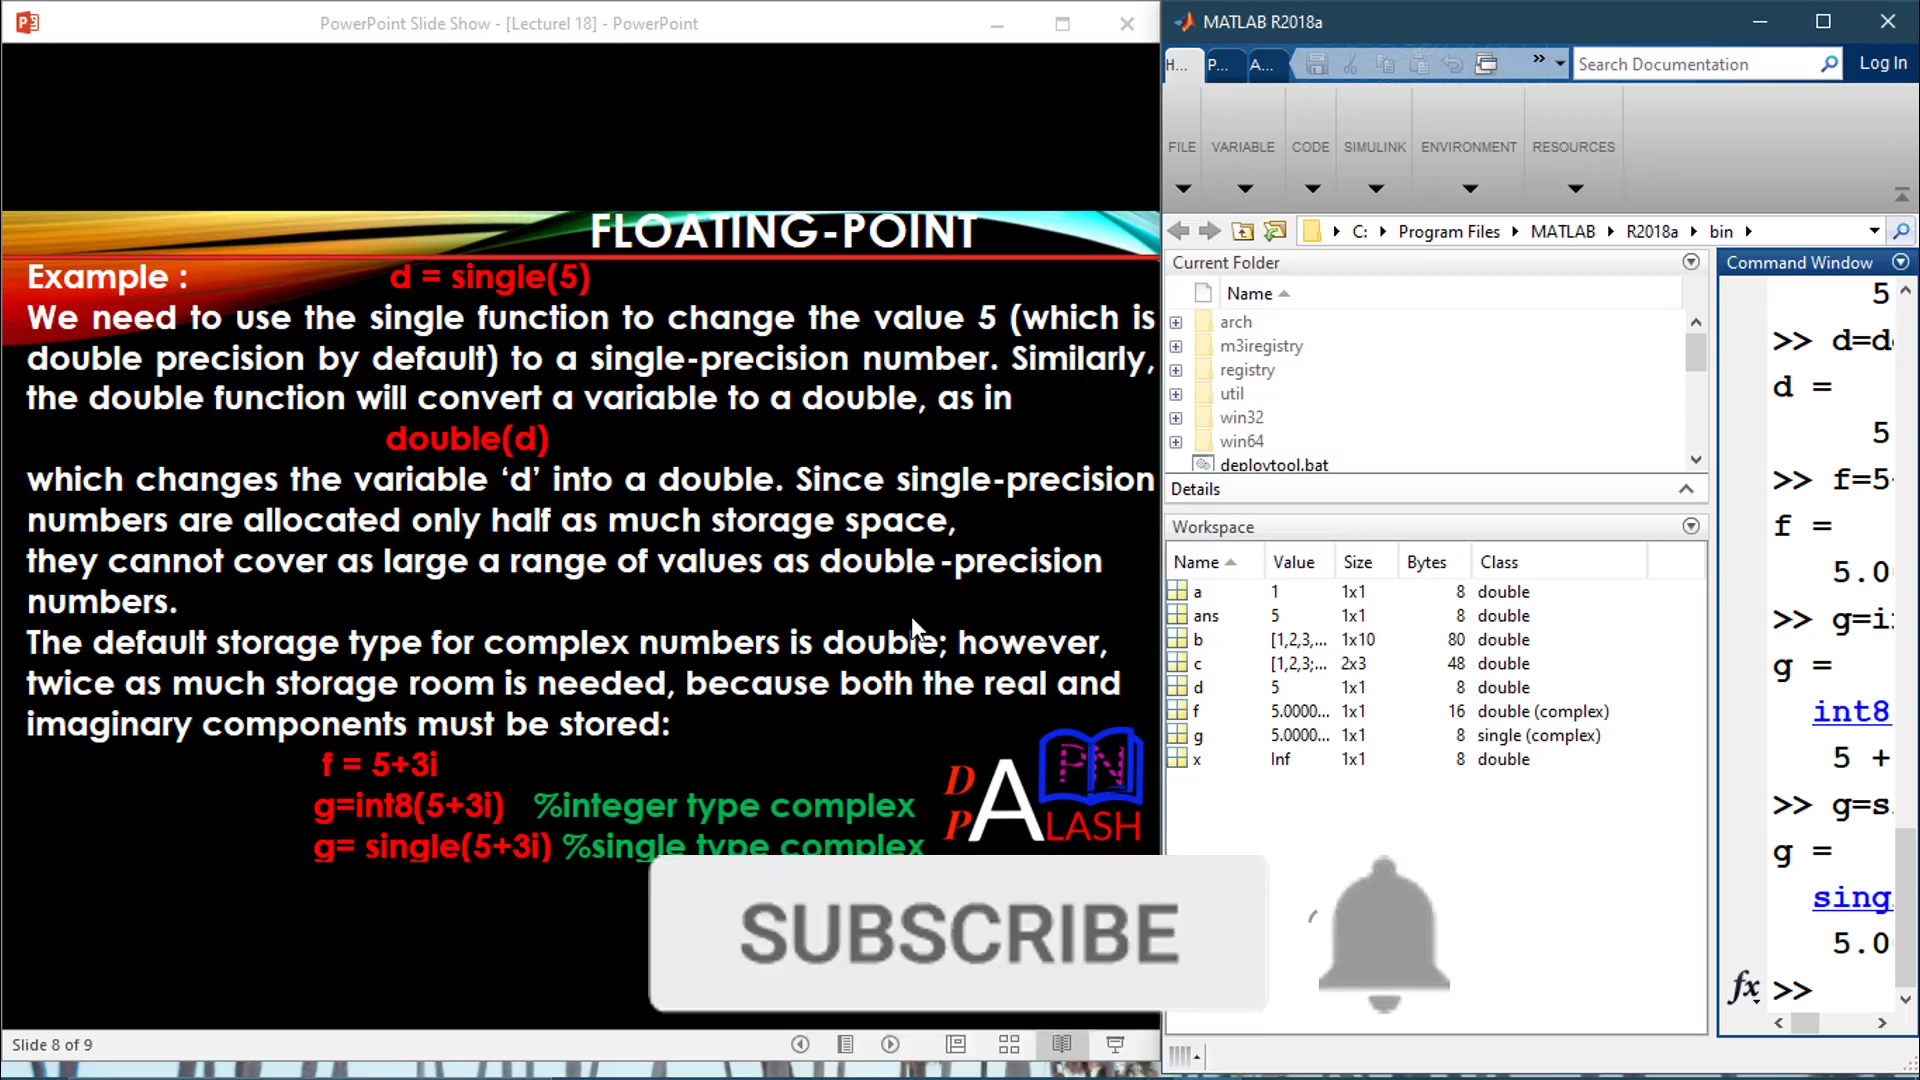 PowerPoint Slide Show - [Lecturel 18] - PowerPoint
FLOATING-POINT
Example : d = single(5)
We need to use the single function to change the value 5 (which is
double precision by default) to a single-precision number. Similarly,
the double function will convert a variable to a double, as in
double(d)
which changes the variable ‘d’ into a double. Since single-precision
numbers are allocated only half as much storage space,
they cannot cover as large a range of values as double-precision
numbers.
The default storage type for complex numbers is double; however,
twice as much storage room is needed, because both the real and
imaginary components must be stored:
f = 5+3i
g=int8(5+3i) %integer type complex
g= single(5+3i) %single type complex
D
P
A
LASH
PN
SUBSCRIBE
Slide 8 of 9
MATLAB R2018a
H... P... A...
Search Documentation
Log In
FILE VARIABLE CODE SIMULINK ENVIRONMENT RESOURCES
C: Program Files MATLAB R2018a bin
Current Folder
Name
arch
m3iregistry
registry
util
win32
win64
deploytool.bat
Details
Workspace
Name Value Size Bytes Class
a 1 1x1 8 double
ans 5 1x1 8 double
b [1,2,3,... 1x10 80 double
c [1,2,3;... 2x3 48 double
d 5 1x1 8 double
f 5.0000... 1x1 16 double (complex)
g 5.0000... 1x1 8 single (complex)
x Inf 1x1 8 double
Command Window
5
>> d=d
d =
5
>> f=5
f =
5.0
>> g=i
g =
int8
5 +
>> g=s
g =
sing
5.0
fx >>